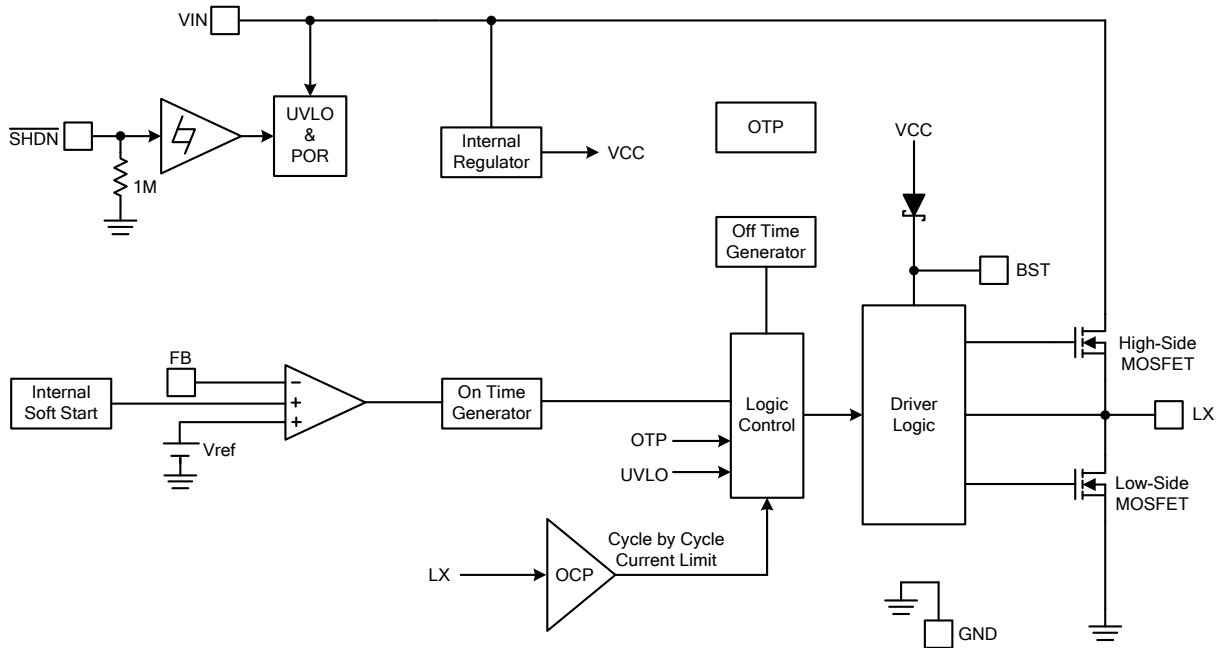 VIN
SHDN
1M
UVLO
&
POR
Internal
Regulator
VCC
OTP
VCC
Off Time
Generator
BST
High-Side
MOSFET
FB
Internal
Soft Start
−
+
+
Vref
On Time
Generator
Logic
Control
OTP
UVLO
Driver
Logic
LX
Low-Side
MOSFET
Cycle by Cycle
Current Limit
LX
OCP
GND